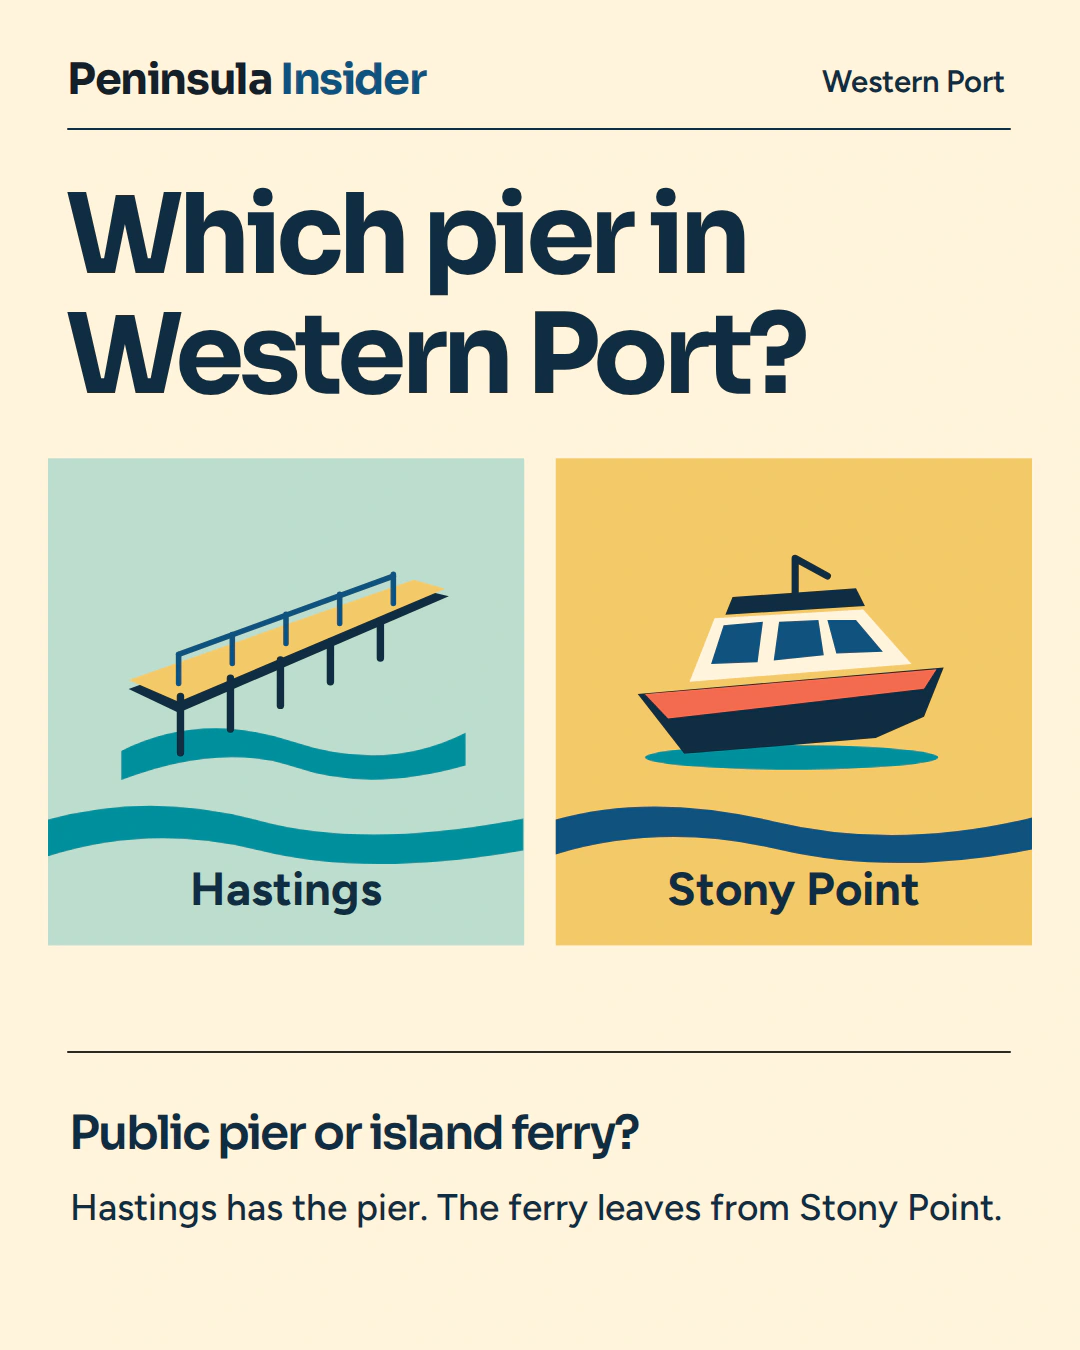 Peninsula Insider
Western Port
Which pier in
Western Port?
Hastings
Stony Point
Public pier or island ferry?
Hastings has the pier. The ferry leaves from Stony Point.